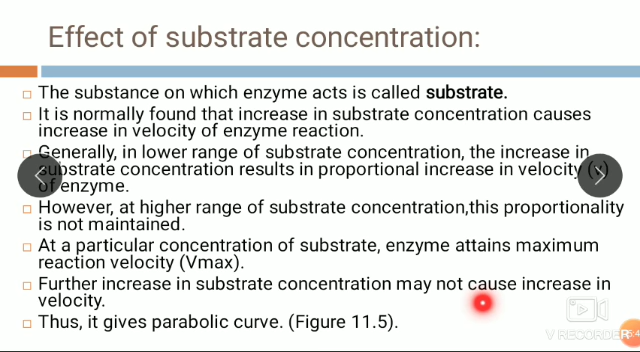 Effect of substrate concentration:
The substance on which enzyme acts is called substrate.
It is normally found that increase in substrate concentration causes
increase in velocity of enzyme reaction.
Generally, in lower range of substrate concentration, the increase in
substrate concentration results in proportional increase in velocity (v)
of enzyme.
However, at higher range of substrate concentration,this proportionality
is not maintained.
At a particular concentration of substrate, enzyme attains maximum
reaction velocity (Vmax).
Further increase in substrate concentration may not cause increase in
velocity.
Thus, it gives parabolic curve. (Figure 11.5).
V RECORDER